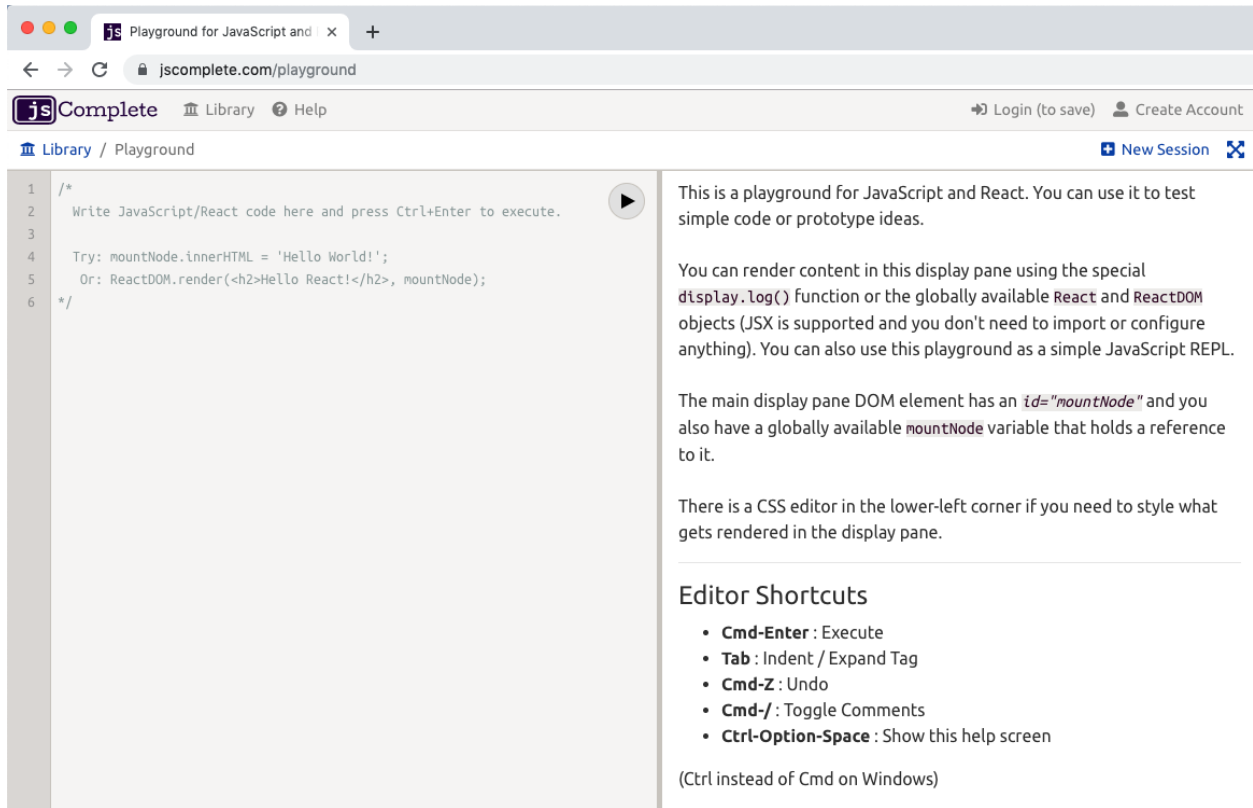 js Playground for JavaScript and
jscomplete.com/playground
jsComplete Library Help Login (to save) Create Account
Library / Playground New Session
1 /*
2 Write JavaScript/React code here and press Ctrl+Enter to execute.
3
4 Try: mountNode.innerHTML = 'Hello World!';
5 Or: ReactDOM.render(<h2>Hello React!</h2>, mountNode);
6 */
This is a playground for JavaScript and React. You can use it to test
simple code or prototype ideas.
You can render content in this display pane using the special
display.log() function or the globally available React and ReactDOM
objects (JSX is supported and you don't need to import or configure
anything). You can also use this playground as a simple JavaScript REPL.
The main display pane DOM element has an id="mountNode" and you
also have a globally available mountNode variable that holds a reference
to it.
There is a CSS editor in the lower-left corner if you need to style what
gets rendered in the display pane.
Editor Shortcuts
• Cmd-Enter : Execute
• Tab : Indent / Expand Tag
• Cmd-Z : Undo
• Cmd-/ : Toggle Comments
• Ctrl-Option-Space : Show this help screen
(Ctrl instead of Cmd on Windows)